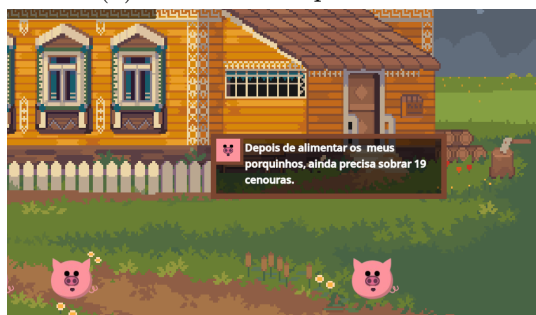 Depois de alimentar os meus
porquinhos, ainda precisa sobrar 19
cenouras.